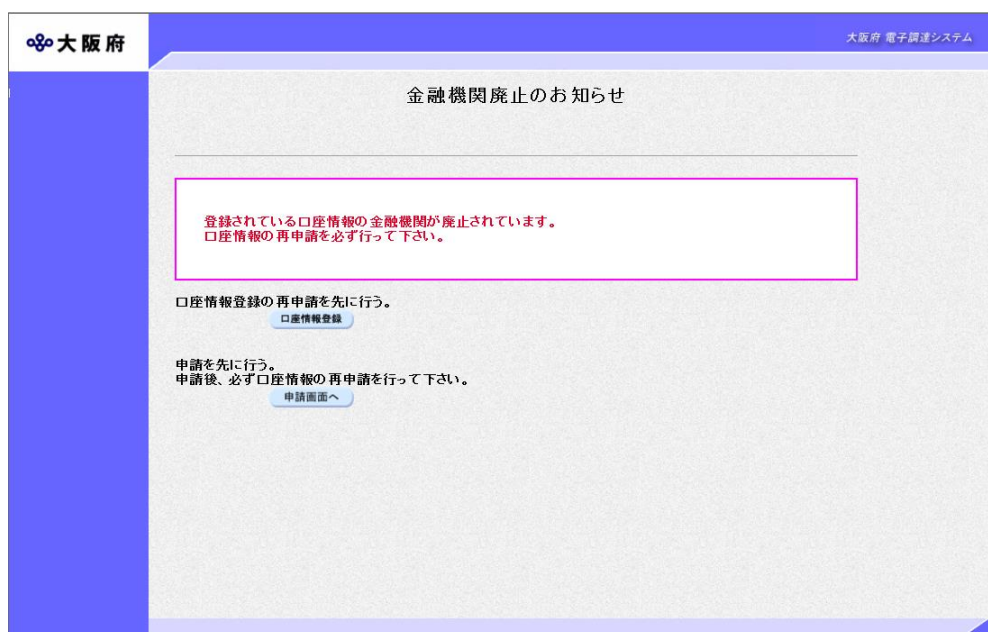 大阪府
大阪府 電子調達システム
金融機関廃止のお知らせ
登録されている口座情報の金融機関が廃止されています。
口座情報の再申請を必ず行って下さい。
口座情報登録の再申請を先に行う。
口座情報登録
申請を先に行う。
申請後、必ず口座情報の再申請を行って下さい。
申請画面へ